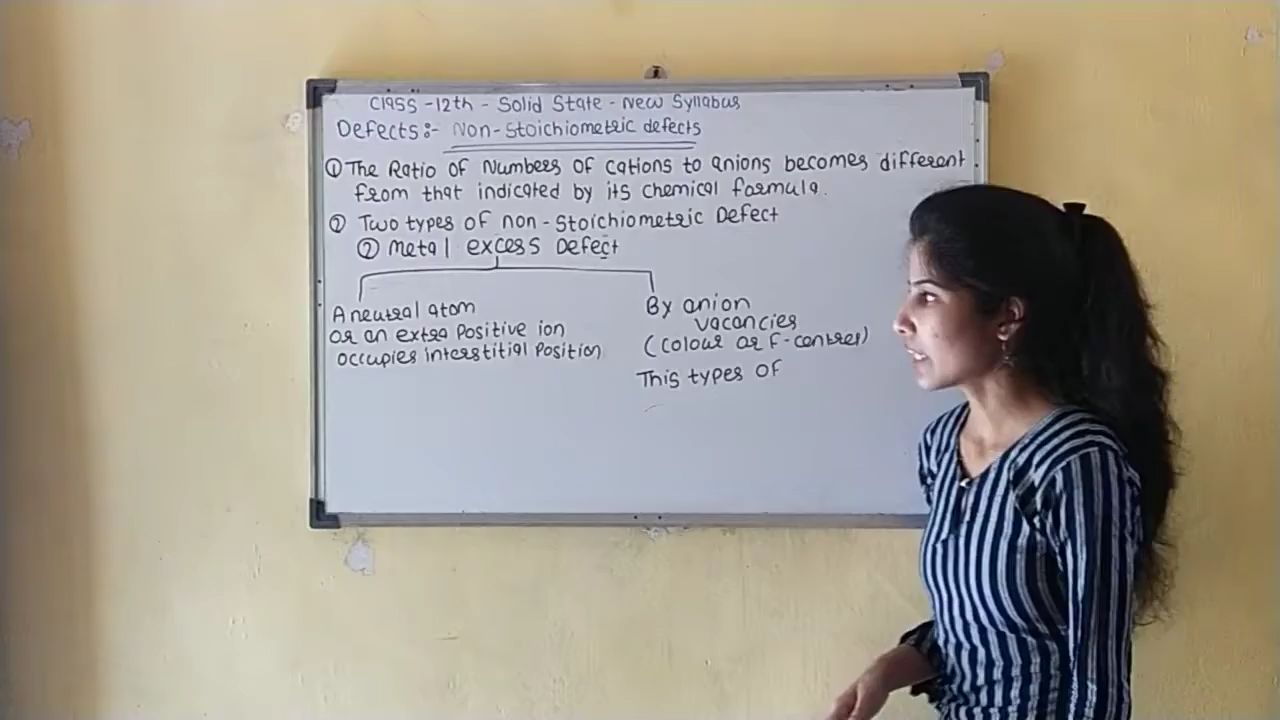 Class - 12th - Solid State - New Syllabus
Defects:- Non-Stoichiometric defects
① The Ratio of Numbers of cations to anions becomes different
from that indicated by its chemical formula.
② Two types of non-Stoichiometric Defect
② Metal excess Defect
A neutral atom
or an extra Positive ion
occupies interstitial Position
By anion
vacancies
(Colour or F-centres)
This types of